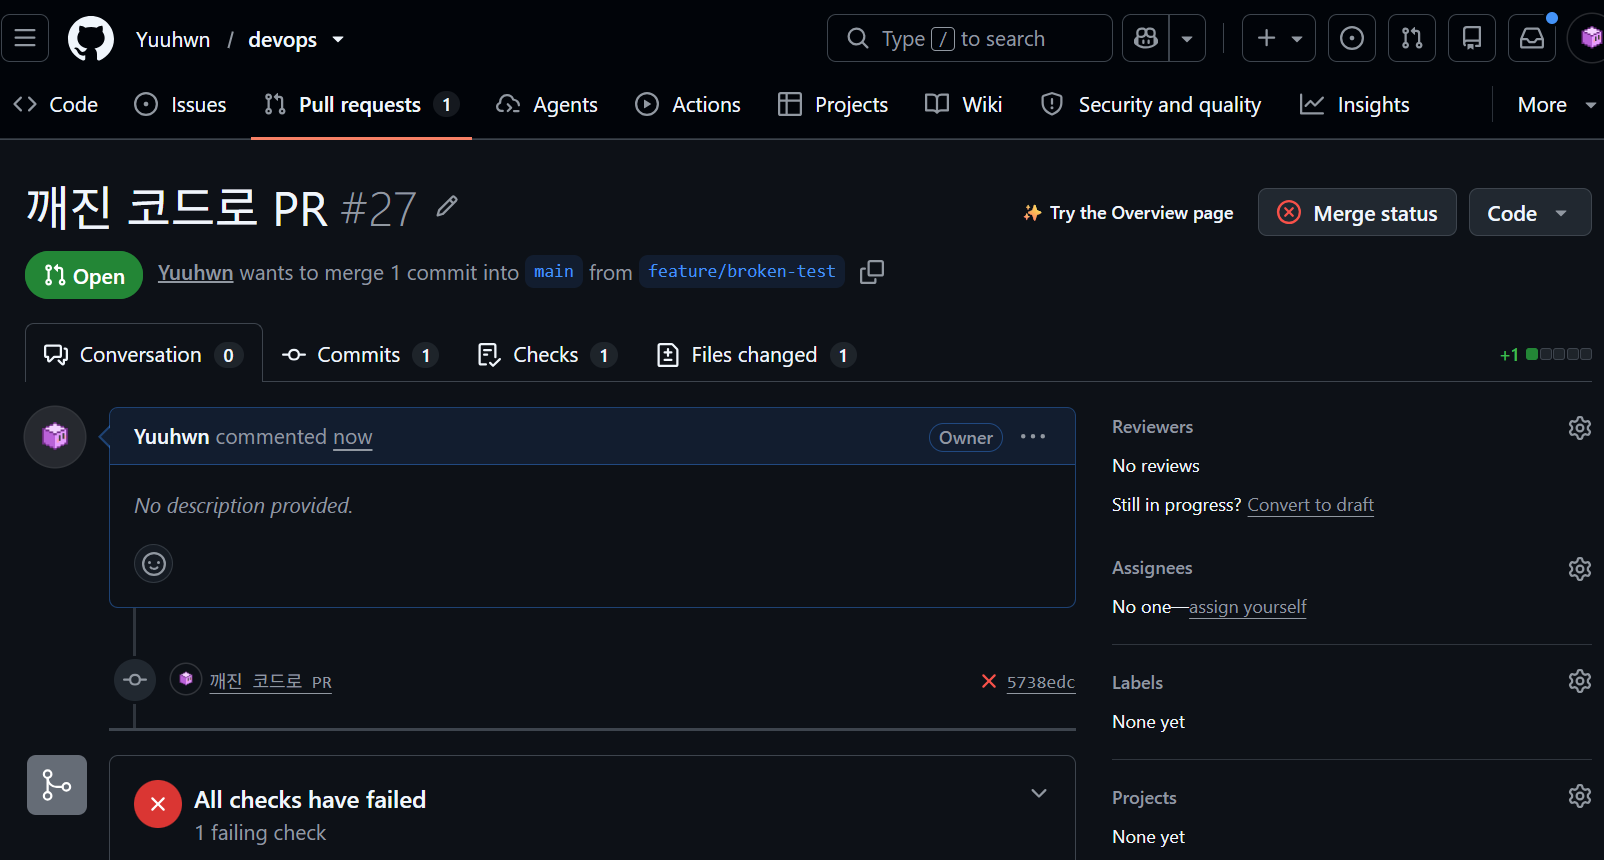 Yuuhwn / devops
Type / to search
Code
Issues
Pull requests 1
Agents
Actions
Projects
Wiki
Security and quality
Insights
More
깨진 코드로 PR #27
Try the Overview page
Merge status
Code
Open
Yuuhwn wants to merge 1 commit into main from feature/broken-test
Conversation 0
Commits 1
Checks 1
Files changed 1
+1
Yuuhwn commented now
Owner
No description provided.
깨진 코드로 PR
5738edc
All checks have failed
1 failing check
Reviewers
No reviews
Still in progress? Convert to draft
Assignees
No one—assign yourself
Labels
None yet
Projects
None yet